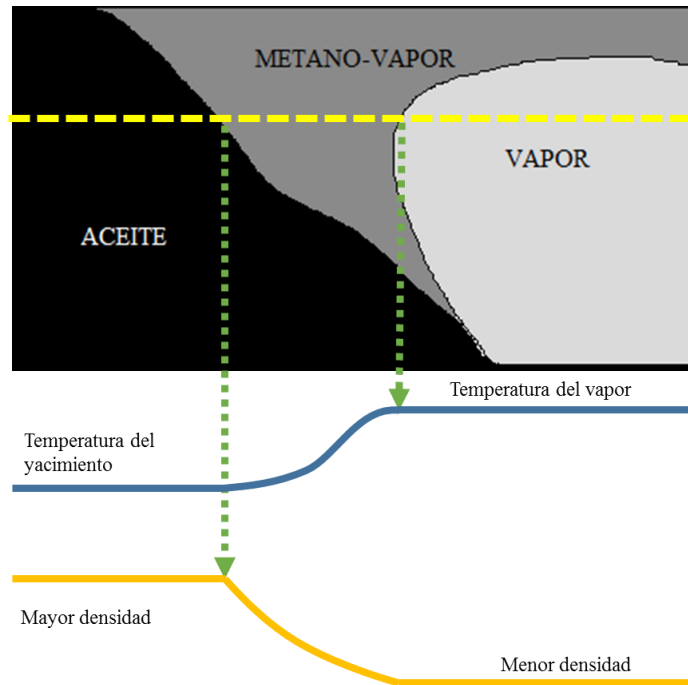 METANO-VAPOR
VAPOR
ACEITE
Temperatura del vapor
Temperatura del
yacimiento
Mayor densidad
Menor densidad